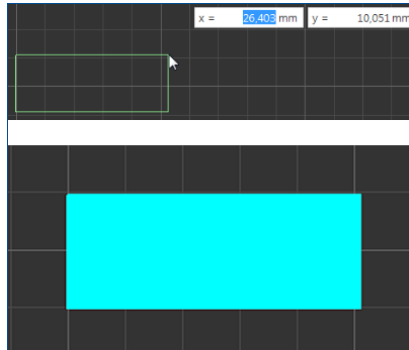 x = 26,403 mm y = 10,051 mm